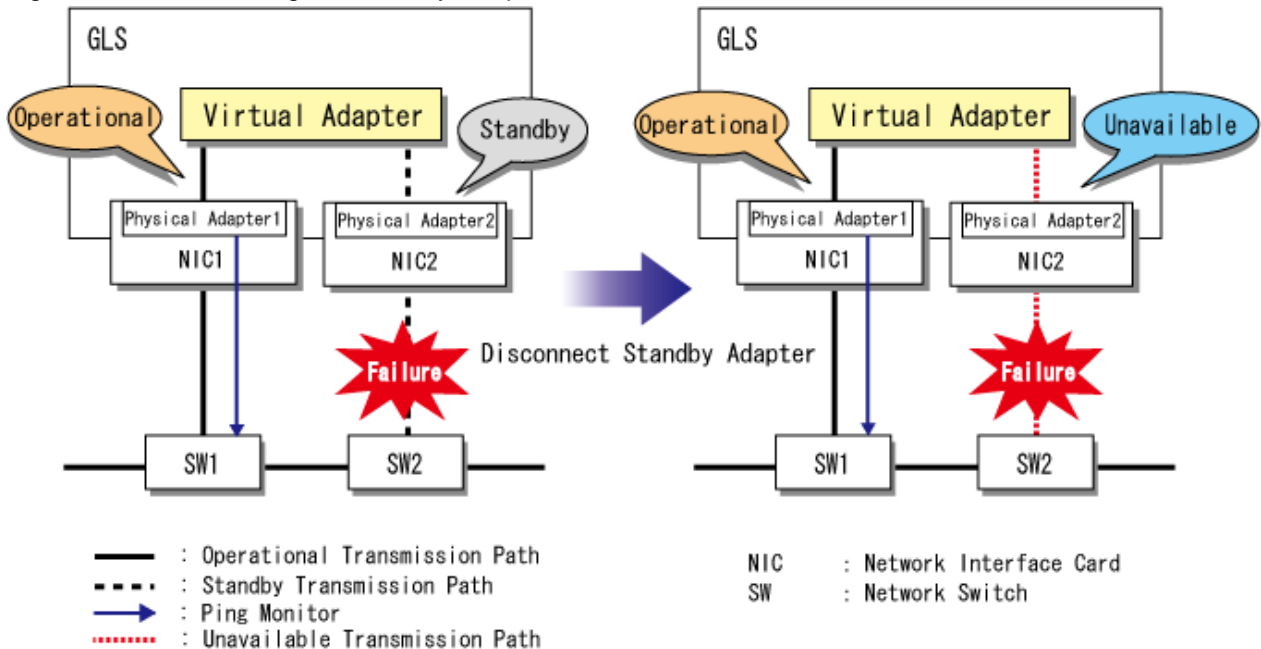 GLS
Operational
Virtual Adapter
Standby
Physical Adapter1
Physical Adapter2
NIC1
NIC2
Failure
SW1
SW2
Disconnect Standby Adapter
GLS
Operational
Virtual Adapter
Unavailable
Physical Adapter1
Physical Adapter2
NIC1
NIC2
Failure
SW1
SW2
: Operational Transmission Path
: Standby Transmission Path
: Ping Monitor
: Unavailable Transmission Path
NIC : Network Interface Card
SW : Network Switch